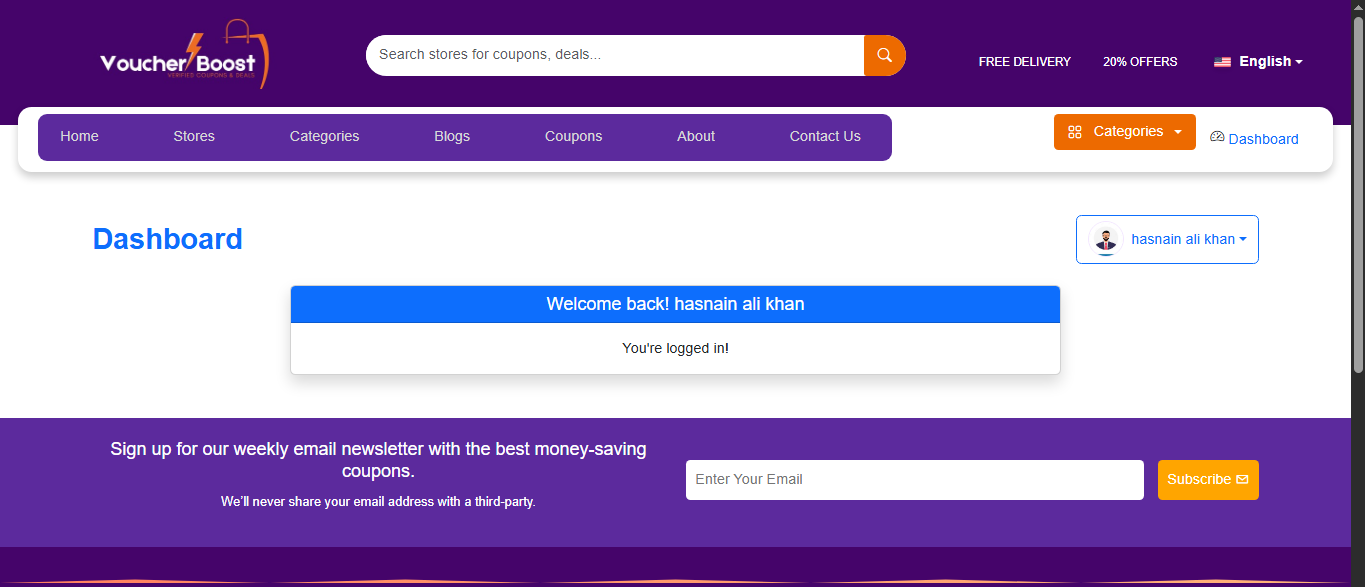 Voucher Boost
VERIFIES COUPONS & DEALS
Search stores for coupons, deals...
FREE DELIVERY
20% OFFERS
English
Home
Stores
Categories
Blogs
Coupons
About
Contact Us
Categories
Dashboard
Dashboard
hasnain ali khan
Welcome back! hasnain ali khan
You're logged in!
Sign up for our weekly email newsletter with the best money-saving
coupons.
We'll never share your email address with a third-party.
Enter Your Email
Subscribe